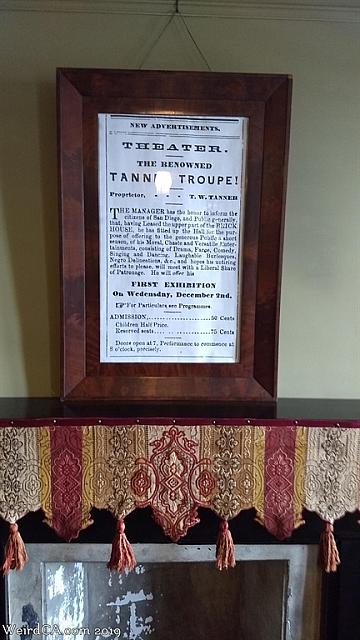 NEW ADVERTISEMENTS.
THEATER.
THE RENOWNED
TANN TROUPE!
Proprietor, - - - T. W. TANNER
THE MANAGER has the honor to inform the
citizens of San Diego, and Public generally,
that, having Leased the upper part of the BRICK
HOUSE, he has fitted up the Hall for the pur-
pose of offering to the generous Public a short
season, of his Moral, Chaste and Versatile Enter-
tainments, consisting of Drama, Farce, Comedy,
Singing and Dancing, Laughable Burlesques,
Negro Delineations, &c., and hopes by untiring
efforts to please, will meet with a Liberal Share
of Patronage. He will offer his
FIRST EXHIBITION
On Wednesday, December 2nd.
For Particulars see Programmes
ADMISSION,.....................50 Cents
Children Half Price.
Reserved seats....................75 Cents
Doors open at 7, Performance to commence at
8 o'clock, precisely.
WeirdCA.com 2019